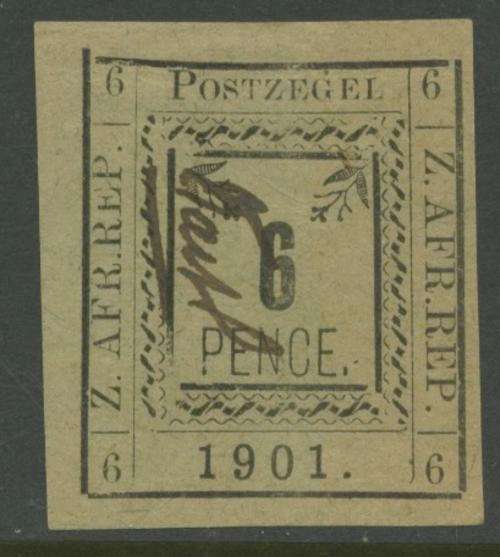 6 POSTZEGEL 6
Z. AFR. REP.
6
PENCE.
Z. AFR. REP.
6 1901. 6